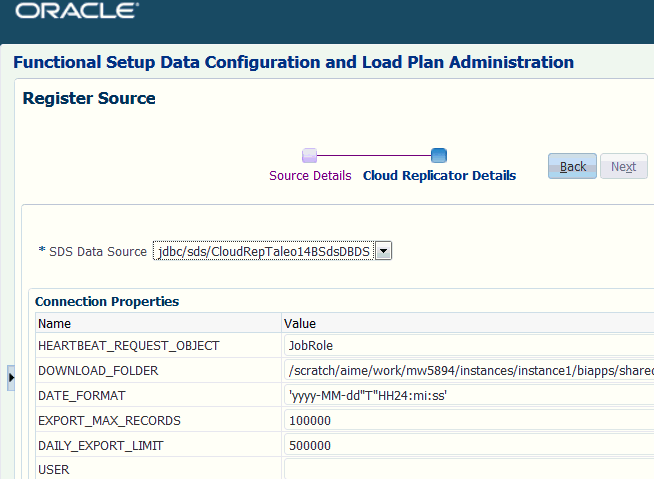 ORACLE
Functional Setup Data Configuration and Load Plan Administration
Register Source
Source Details Cloud Replicator Details Back Next
* SDS Data Source jdbc/sds/CloudRepTaleo14BSdsDBDS
Connection Properties
Name Value
HEARTBEAT_REQUEST_OBJECT JobRole
DOWNLOAD_FOLDER /scratch/aime/work/mw5894/instances/instance1/biapps/shared
DATE_FORMAT 'yyyy-MM-dd"T"HH24:mi:ss'
EXPORT_MAX_RECORDS 100000
DAILY_EXPORT_LIMIT 500000
USER